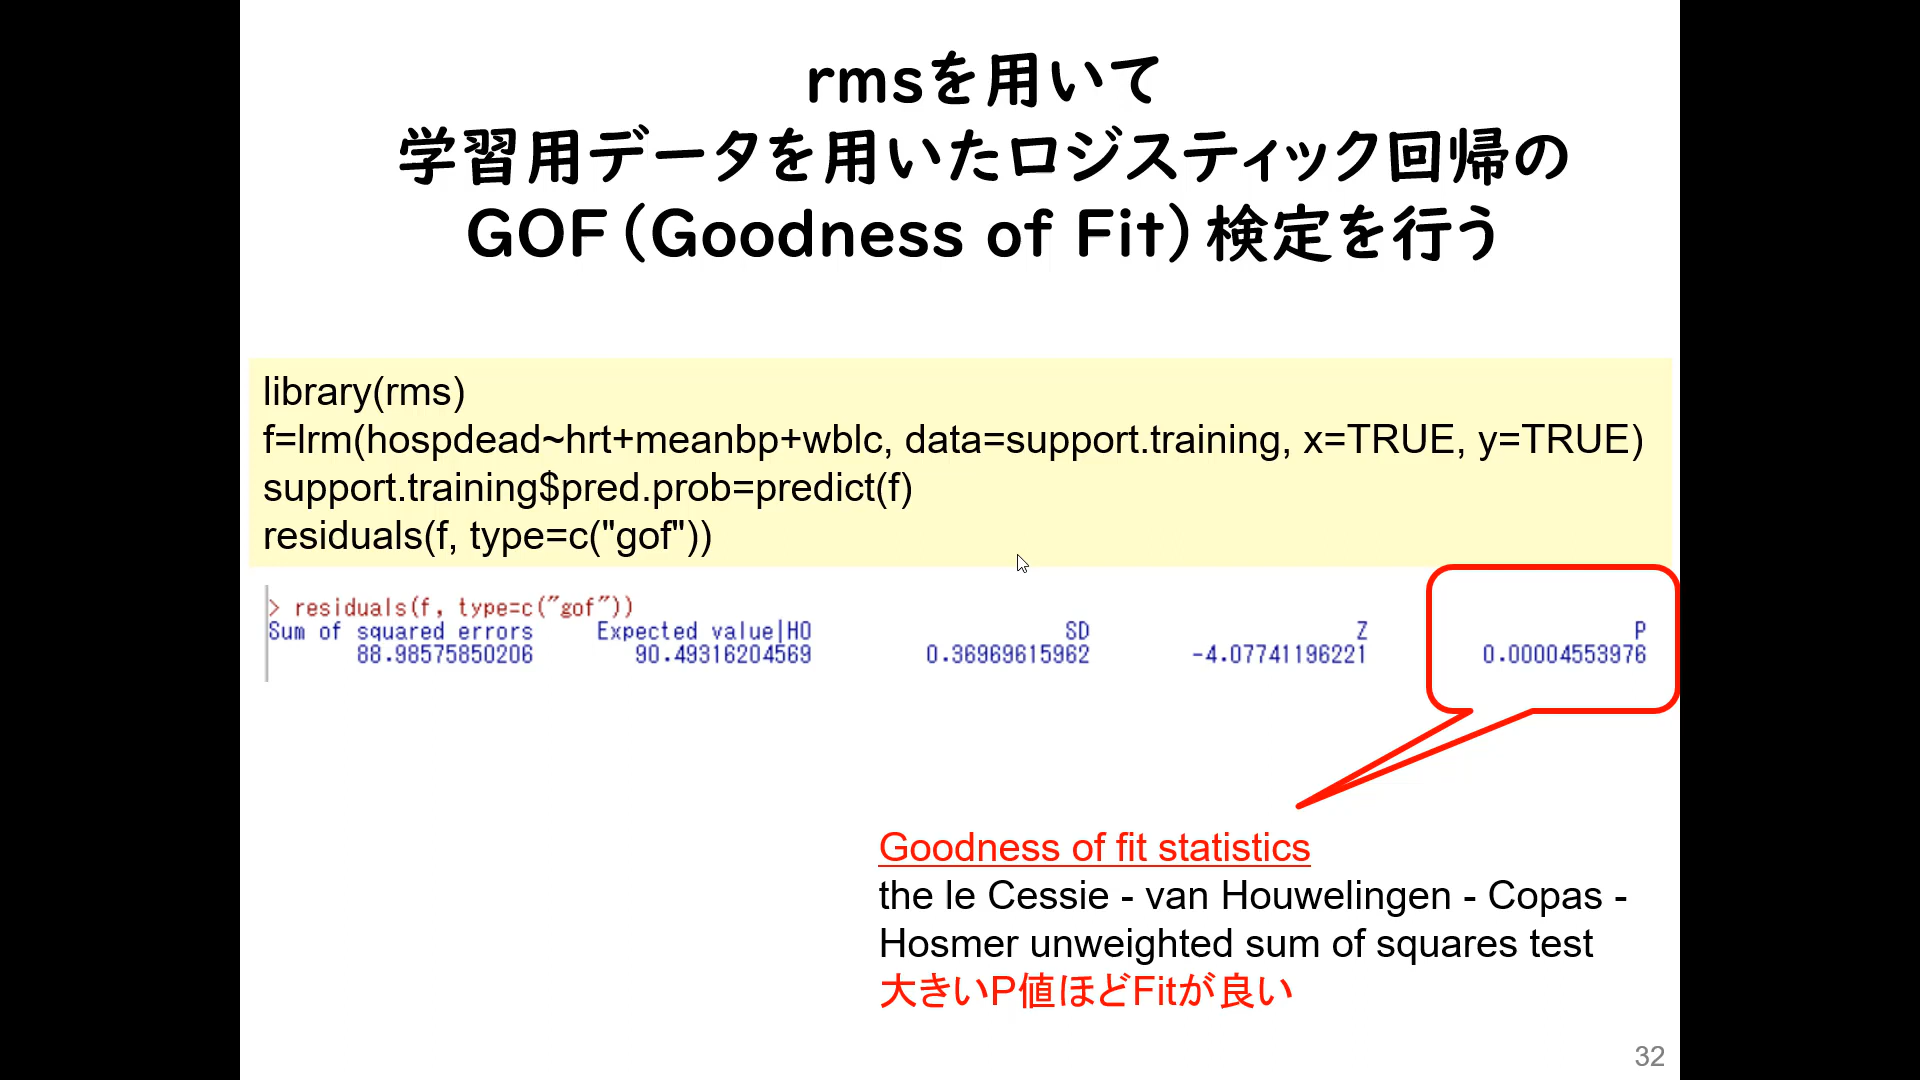 rmsを用いて
学習用データを用いたロジスティック回帰の
GOF（Goodness of Fit）検定を行う
library(rms)
f=lrm(hospdead~hrt+meanbp+wblc, data=support.training, x=TRUE, y=TRUE)
support.training$pred.prob=predict(f)
residuals(f, type=c("gof"))
> residuals(f, type=c("gof"))
Sum of squared errors Expected value|H0 SD Z P
88.98575850206 90.49316204569 0.36969615962 -4.07741196221 0.00004553976
Goodness of fit statistics
the le Cessie - van Houwelingen - Copas -
Hosmer unweighted sum of squares test
大きいP値ほどFitが良い
32